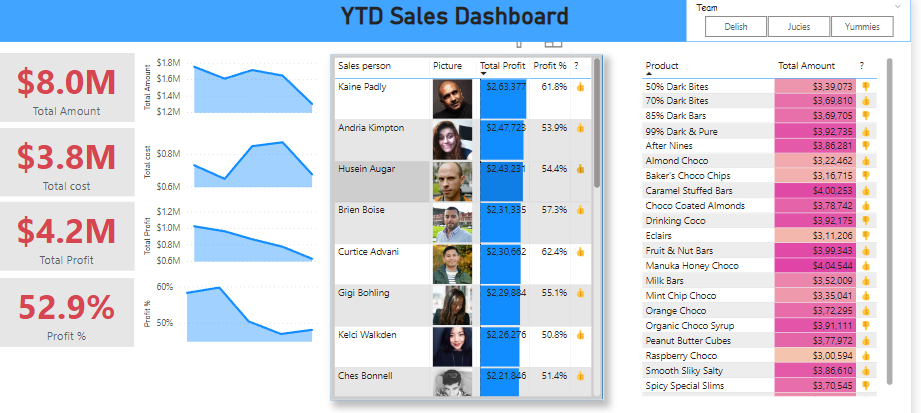 YTD Sales Dashboard
Team
Delish Jucies Yummies
$8.0M
Total Amount
$3.8M
Total cost
$4.2M
Total Profit
52.9%
Profit %
Total Amount
$1.8M
$1.6M
$1.4M
$1.2M
Total cost
$0.8M
$0.6M
Total Profit
$1.2M
$1.0M
$0.8M
$0.6M
Profit %
60%
50%
Sales person Picture Total Profit Profit % ?
Kaine Padly $2,63,377 61.8%
Andria Kimpton $2,47,723 53.9%
Husein Augar $2,43,231 54.4%
Brien Boise $2,31,335 57.3%
Curtice Advani $2,30,662 62.4%
Gigi Bohling $2,29,884 55.1%
Kelci Walkden $2,26,276 50.8%
Ches Bonnell $2,21,846 51.4%
Product Total Amount ?
50% Dark Bites $3,39,073
70% Dark Bites $3,69,810
85% Dark Bars $3,69,705
99% Dark & Pure $3,92,735
After Nines $3,86,281
Almond Choco $3,22,462
Baker's Choco Chips $3,16,715
Caramel Stuffed Bars $4,00,253
Choco Coated Almonds $3,78,742
Drinking Coco $3,92,175
Eclairs $3,11,206
Fruit & Nut Bars $3,99,343
Manuka Honey Choco $4,04,544
Milk Bars $3,52,009
Mint Chip Choco $3,35,041
Orange Choco $3,72,295
Organic Choco Syrup $3,91,111
Peanut Butter Cubes $3,77,972
Raspberry Choco $3,00,594
Smooth Sliky Salty $3,86,610
Spicy Special Slims $3,70,545